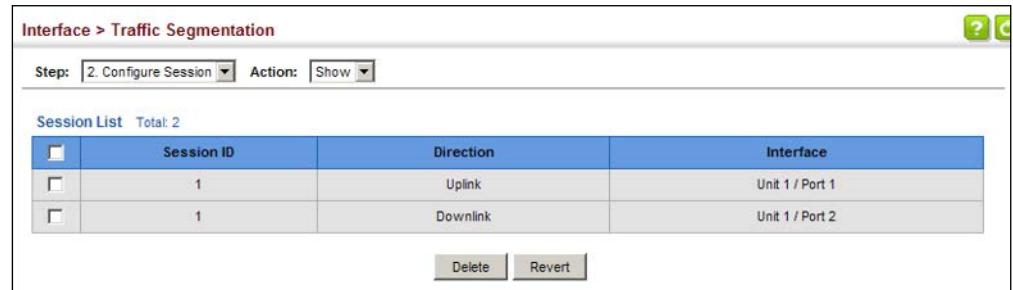 Interface > Traffic Segmentation
?
Step: 2. Configure Session Action: Show
Session List Total: 2
Session ID Direction Interface
1 Uplink Unit 1 / Port 1
1 Downlink Unit 1 / Port 2
Delete Revert